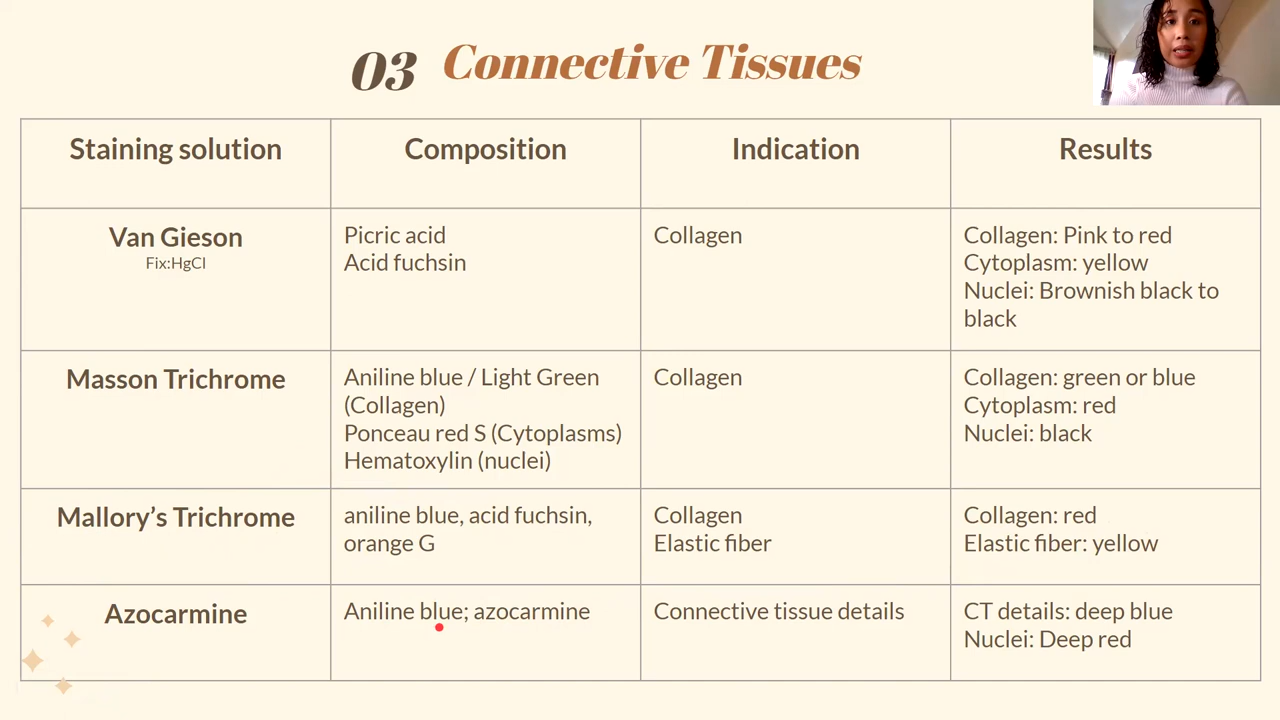 03 Connective Tissues
Staining solution
Composition
Indication
Results
Van Gieson
Fix:HgCl
Picric acid
Acid fuchsin
Collagen
Collagen: Pink to red
Cytoplasm: yellow
Nuclei: Brownish black to
black
Masson Trichrome
Aniline blue / Light Green
(Collagen)
Ponceau red S (Cytoplasms)
Hematoxylin (nuclei)
Collagen
Collagen: green or blue
Cytoplasm: red
Nuclei: black
Mallory’s Trichrome
aniline blue, acid fuchsin,
orange G
Collagen
Elastic fiber
Collagen: red
Elastic fiber: yellow
Azocarmine
Aniline blue; azocarmine
Connective tissue details
CT details: deep blue
Nuclei: Deep red